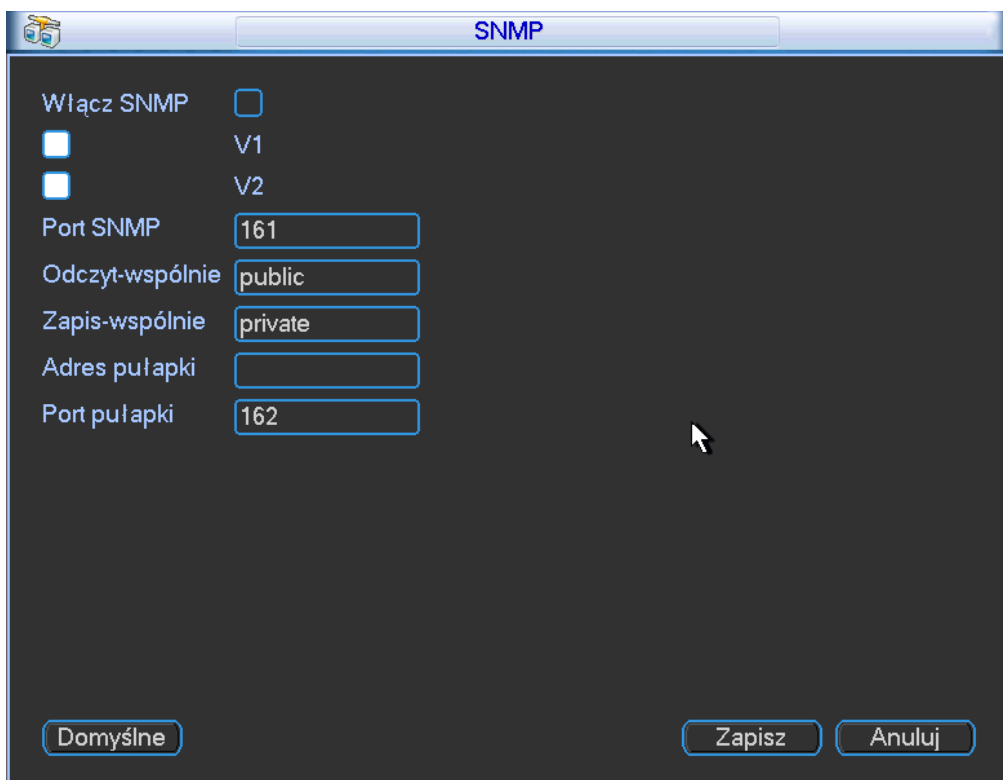 SNMP
Włącz SNMP
V1
V2
Port SNMP 161
Odczyt-wspólnie public
Zapis-wspólnie private
Adres pułapki
Port pułapki 162
Domyślne Zapisz Anuluj